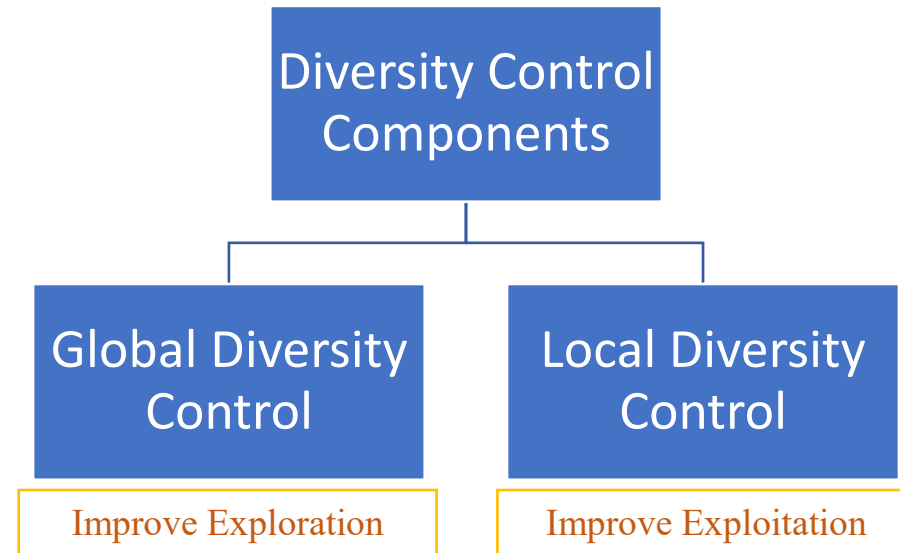 Diversity Control
Components
Global Diversity
Control
Local Diversity
Control
Improve Exploration
Improve Exploitation